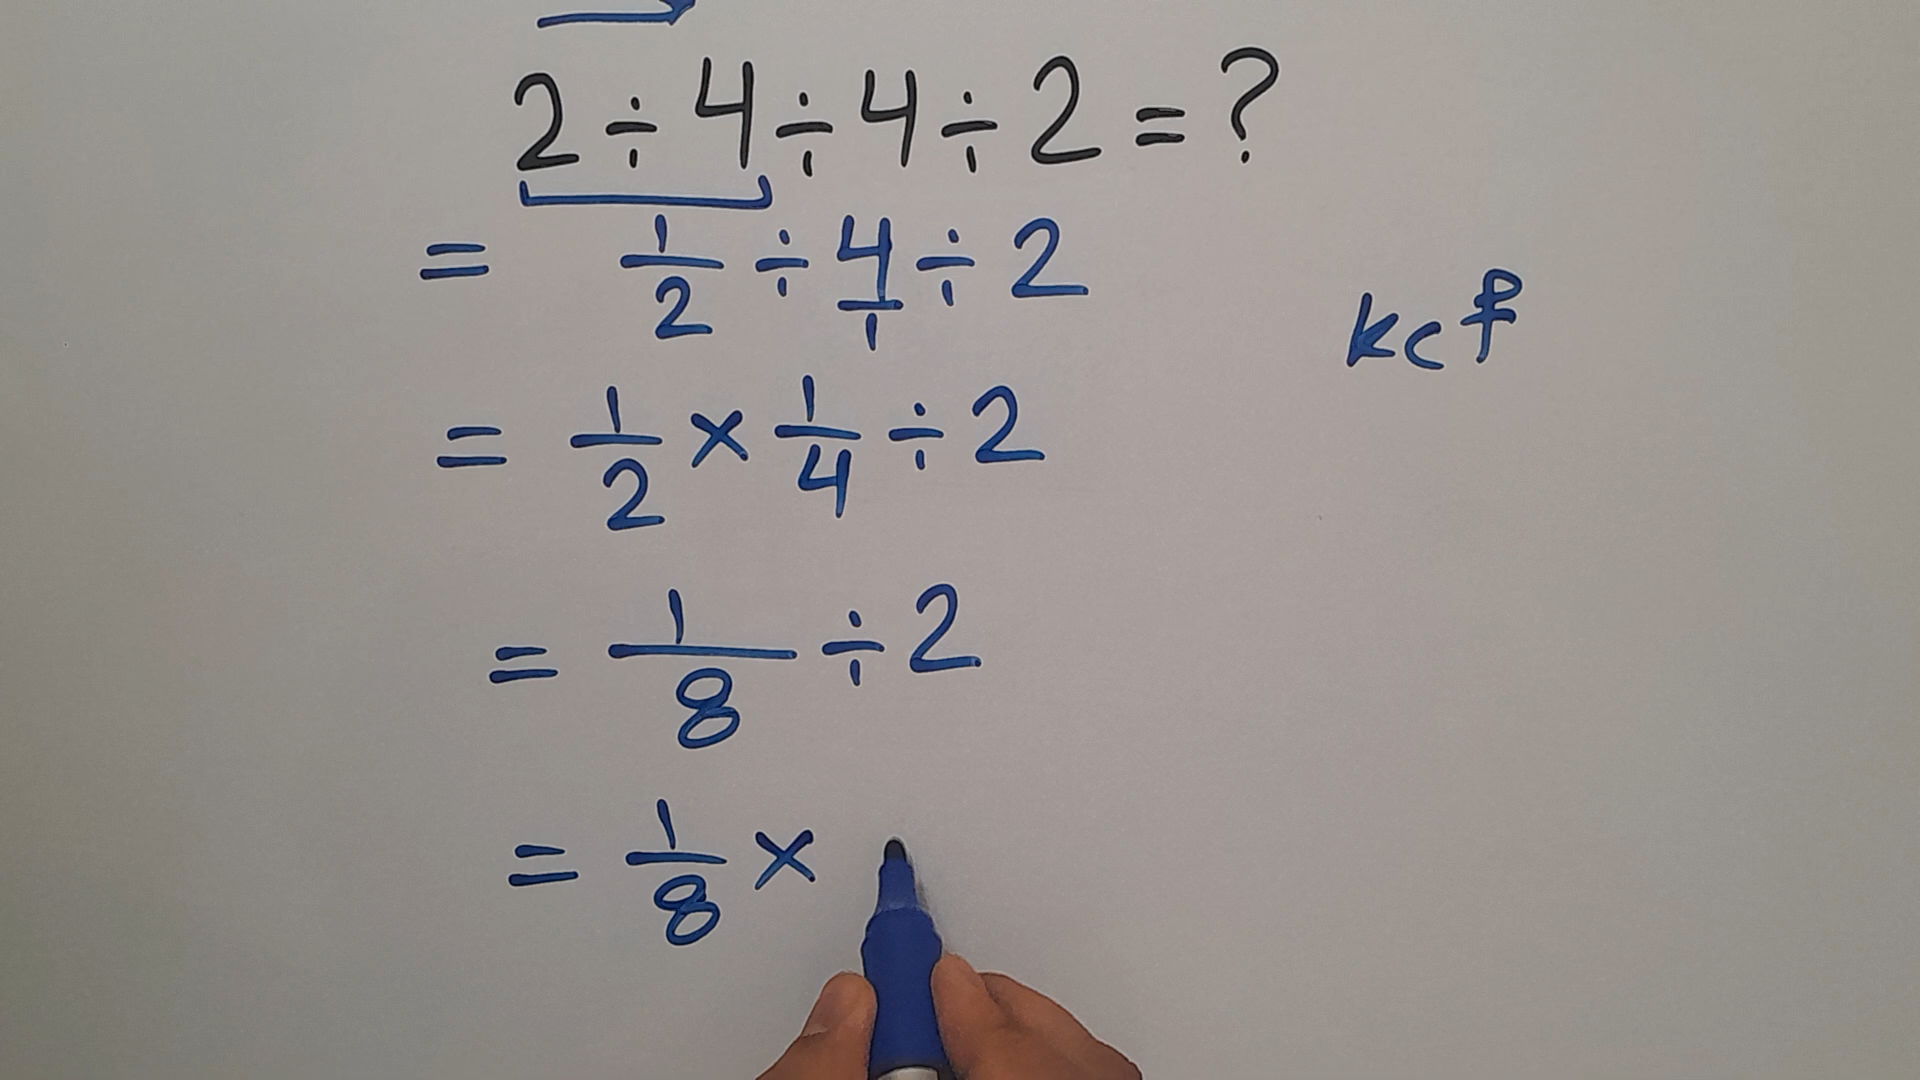 2 ÷ 4 ÷ 4 ÷ 2 = ?
= 1/2 ÷ 4/1 ÷ 2
kcf
= 1/2 × 1/4 ÷ 2
= 1/8 ÷ 2
= 1/8 ×